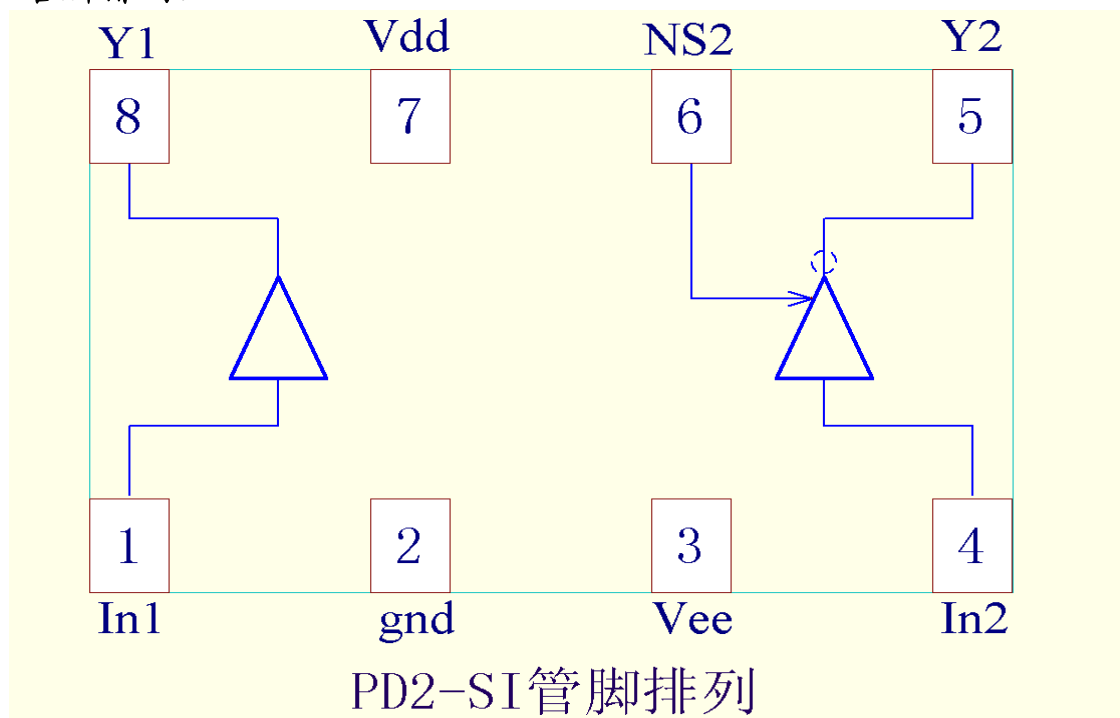 Y1 Vdd NS2 Y2
8 7 6 5
1 2 3 4
In1 gnd Vee In2
PD2-SI管脚排列